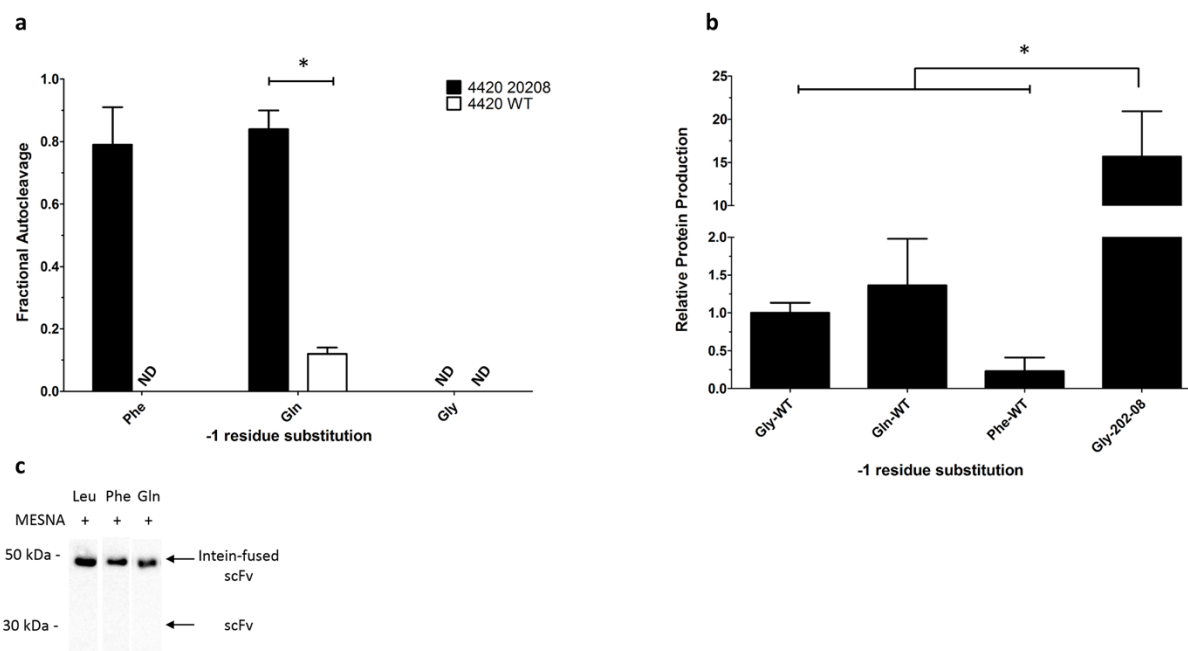 a
*
4420 20208
4420 WT
1.0
0.8
0.6
0.4
0.2
0.0
Fractional Autocleavage
ND
ND
ND
Phe
Gln
Gly
-1 residue substitution
b
*
25
20
15
10
2.0
1.5
1.0
0.5
0.0
Relative Protein Production
Gly-WT
Gln-WT
Phe-WT
Gly-202-08
-1 residue substitution
c
Leu Phe Gln
MESNA + + +
50 kDa -
Intein-fused
scFv
30 kDa -
scFv